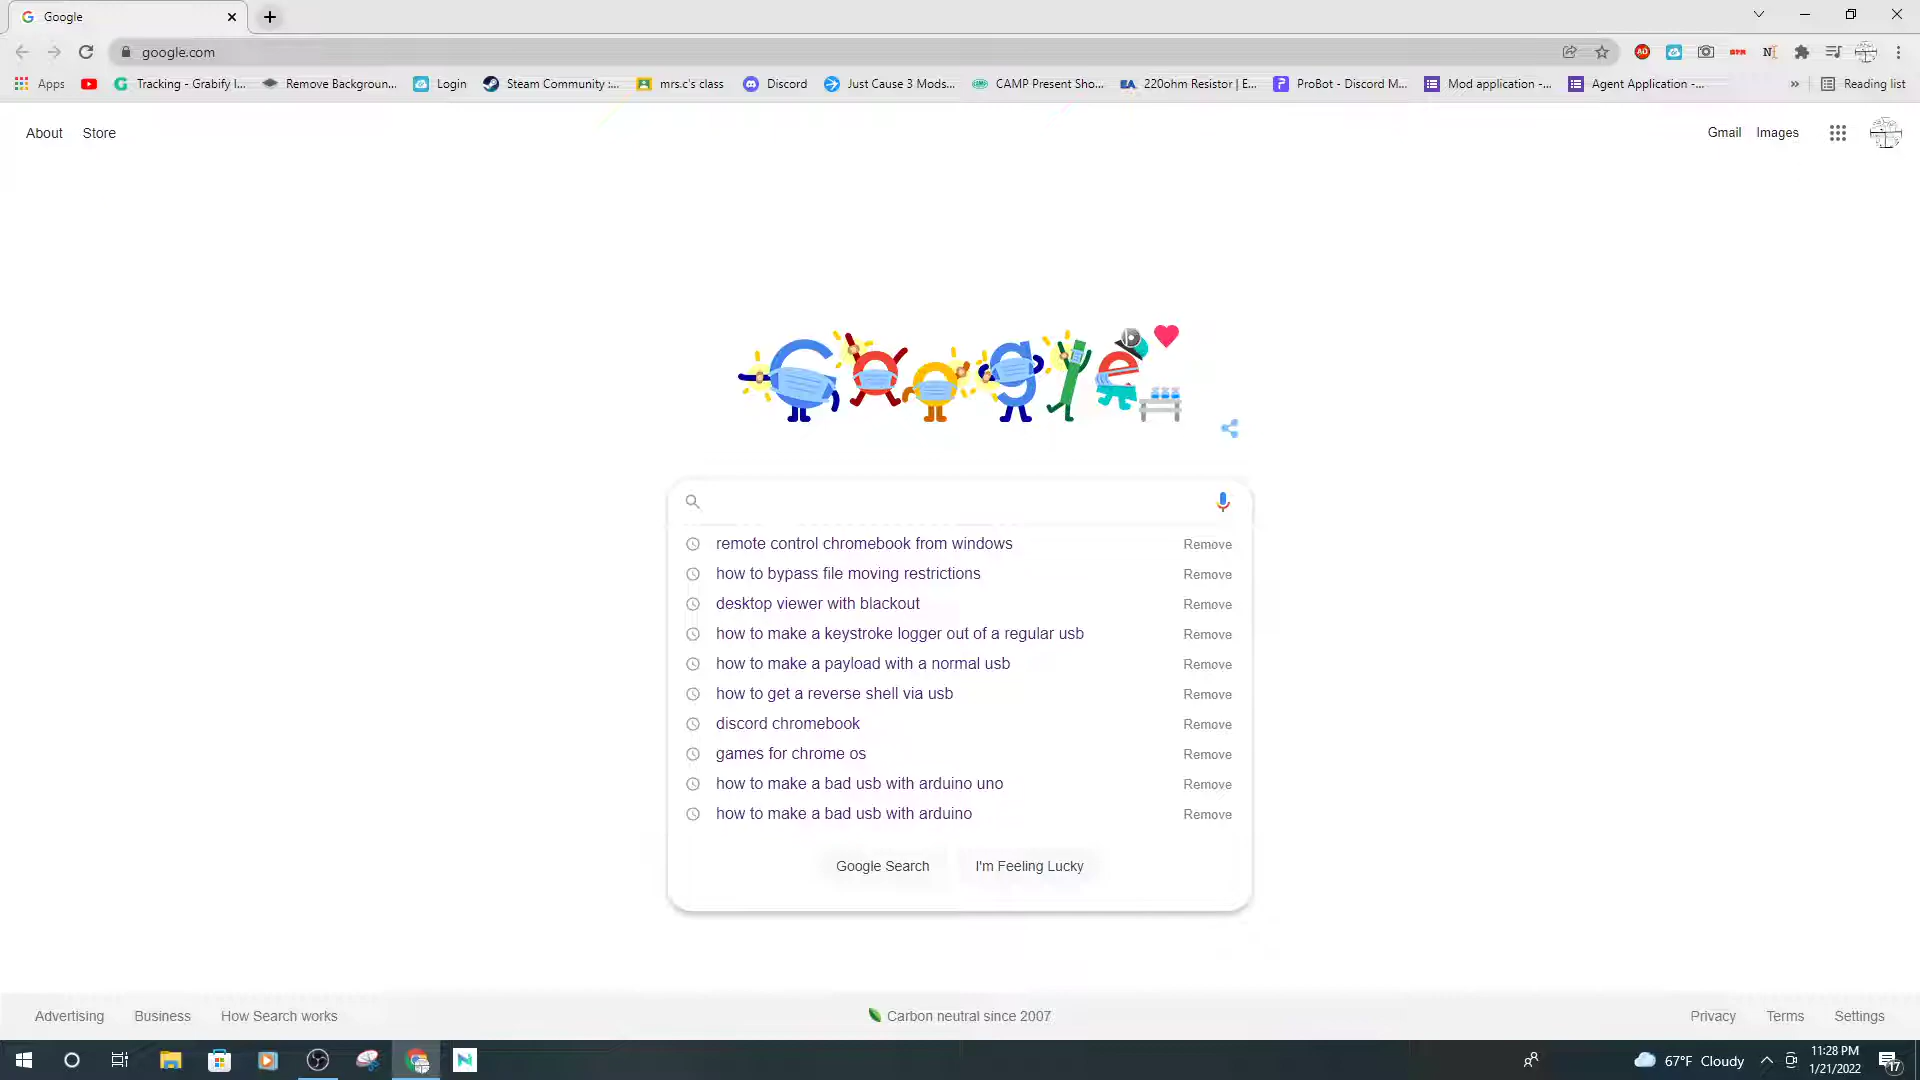 Google
google.com
Apps
Tracking - Grabify I...
Remove Backgroun...
Login
Steam Community :...
mrs.c's class
Discord
Just Cause 3 Mods...
CAMP Present Sho...
220ohm Resistor | E...
ProBot - Discord M...
Mod application -...
Agent Application -...
»
Reading list
About
Store
Gmail
Images
Google
remote control chromebook from windows Remove
how to bypass file moving restrictions Remove
desktop viewer with blackout Remove
how to make a keystroke logger out of a regular usb Remove
how to make a payload with a normal usb Remove
how to get a reverse shell via usb Remove
discord chromebook Remove
games for chrome os Remove
how to make a bad usb with arduino uno Remove
how to make a bad usb with arduino Remove
Google Search
I'm Feeling Lucky
Advertising
Business
How Search works
Carbon neutral since 2007
Privacy
Terms
Settings
67°F Cloudy
11:28 PM
1/21/2022
17